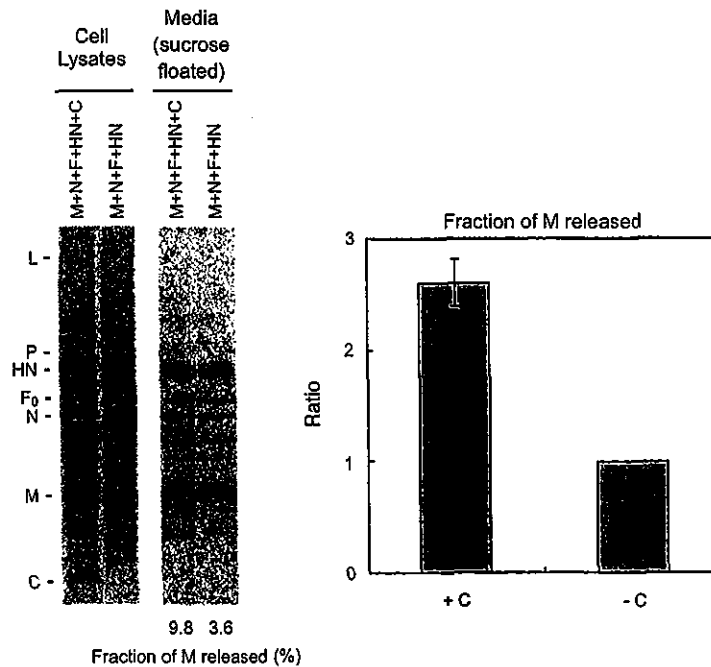 Cell
Lysates
Media
(sucrose
floated)
M+N+F+HN+C
M+N+F+HN
M+N+F+HN+C
M+N+F+HN
L -
P -
HN -
F₀ -
N -
M -
C -
9.8 3.6
Fraction of M released (%)
Fraction of M released
3
2
1
0
Ratio
+ C
- C